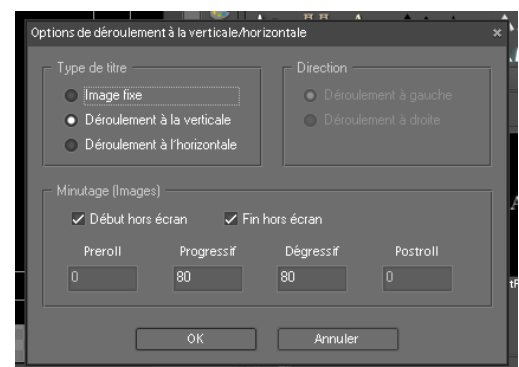 Options de déroulement à la verticale/horizontale
Type de titre
Direction
Image fixe
Déroulement à gauche
Déroulement à la verticale
Déroulement à droite
Déroulement à l'horizontale
Minutage (Images)
Début hors écran
Fin hors écran
Preroll
Progressif
Dégressif
Postroll
0
80
80
0
OK
Annuler